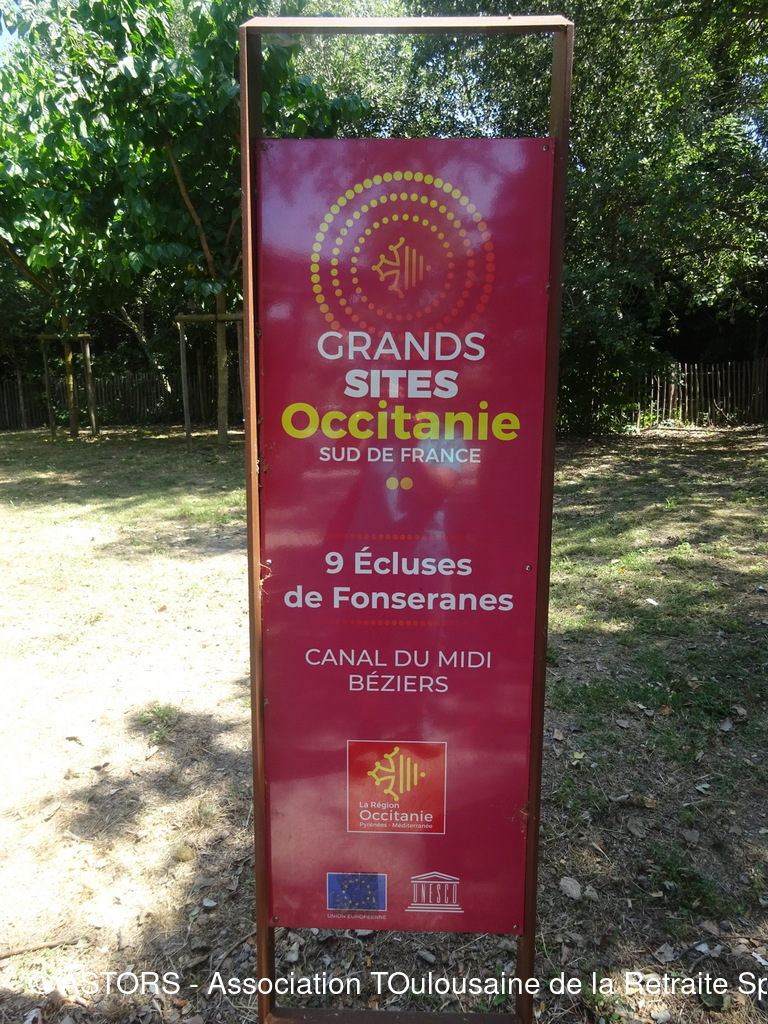 GRANDS
SITES
Occitanie
SUD DE FRANCE
9 Écluses
de Fonseranes
CANAL DU MIDI
BÉZIERS
La Région
Occitanie
Pyrénées - Méditerranée
UNION EUROPÉENNE
UNESCO
ASTORS - Association TOulousaine de la Retraite Sp